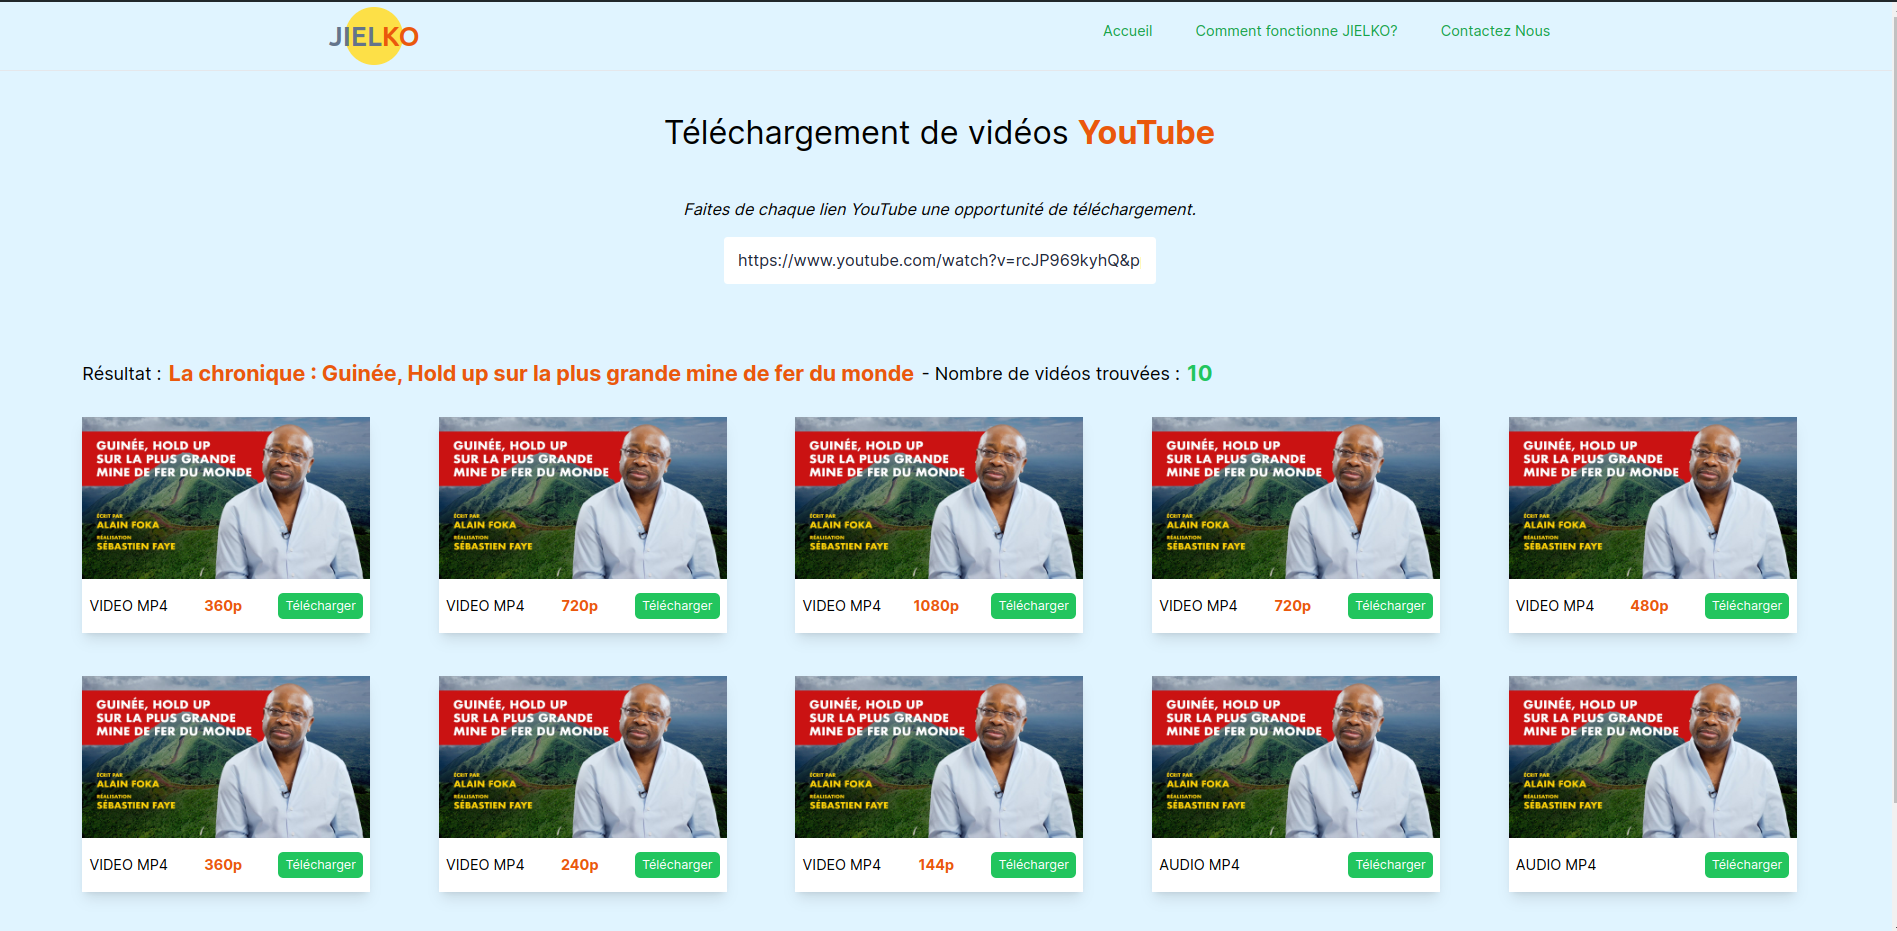 JIELKO
Accueil Comment fonctionne JIELKO? Contactez Nous
Téléchargement de vidéos YouTube
Faites de chaque lien YouTube une opportunité de téléchargement.
https://www.youtube.com/watch?v=rcJP969kyhQ&p
Résultat : La chronique : Guinée, Hold up sur la plus grande mine de fer du monde - Nombre de vidéos trouvées : 10
GUINÉE, HOLD UP
SUR LA PLUS GRANDE
MINE DE FER DU MONDE
ÉCRIT PAR
ALAIN FOKA
RÉALISATION
SÉBASTIEN FAYE
VIDEO MP4 360p Télécharger
GUINÉE, HOLD UP
SUR LA PLUS GRANDE
MINE DE FER DU MONDE
ÉCRIT PAR
ALAIN FOKA
RÉALISATION
SÉBASTIEN FAYE
VIDEO MP4 720p Télécharger
GUINÉE, HOLD UP
SUR LA PLUS GRANDE
MINE DE FER DU MONDE
ÉCRIT PAR
ALAIN FOKA
RÉALISATION
SÉBASTIEN FAYE
VIDEO MP4 1080p Télécharger
GUINÉE, HOLD UP
SUR LA PLUS GRANDE
MINE DE FER DU MONDE
ÉCRIT PAR
ALAIN FOKA
RÉALISATION
SÉBASTIEN FAYE
VIDEO MP4 720p Télécharger
GUINÉE, HOLD UP
SUR LA PLUS GRANDE
MINE DE FER DU MONDE
ÉCRIT PAR
ALAIN FOKA
RÉALISATION
SÉBASTIEN FAYE
VIDEO MP4 480p Télécharger
GUINÉE, HOLD UP
SUR LA PLUS GRANDE
MINE DE FER DU MONDE
ÉCRIT PAR
ALAIN FOKA
RÉALISATION
SÉBASTIEN FAYE
VIDEO MP4 360p Télécharger
GUINÉE, HOLD UP
SUR LA PLUS GRANDE
MINE DE FER DU MONDE
ÉCRIT PAR
ALAIN FOKA
RÉALISATION
SÉBASTIEN FAYE
VIDEO MP4 240p Télécharger
GUINÉE, HOLD UP
SUR LA PLUS GRANDE
MINE DE FER DU MONDE
ÉCRIT PAR
ALAIN FOKA
RÉALISATION
SÉBASTIEN FAYE
VIDEO MP4 144p Télécharger
GUINÉE, HOLD UP
SUR LA PLUS GRANDE
MINE DE FER DU MONDE
ÉCRIT PAR
ALAIN FOKA
RÉALISATION
SÉBASTIEN FAYE
AUDIO MP4 Télécharger
GUINÉE, HOLD UP
SUR LA PLUS GRANDE
MINE DE FER DU MONDE
ÉCRIT PAR
ALAIN FOKA
RÉALISATION
SÉBASTIEN FAYE
AUDIO MP4 Télécharger